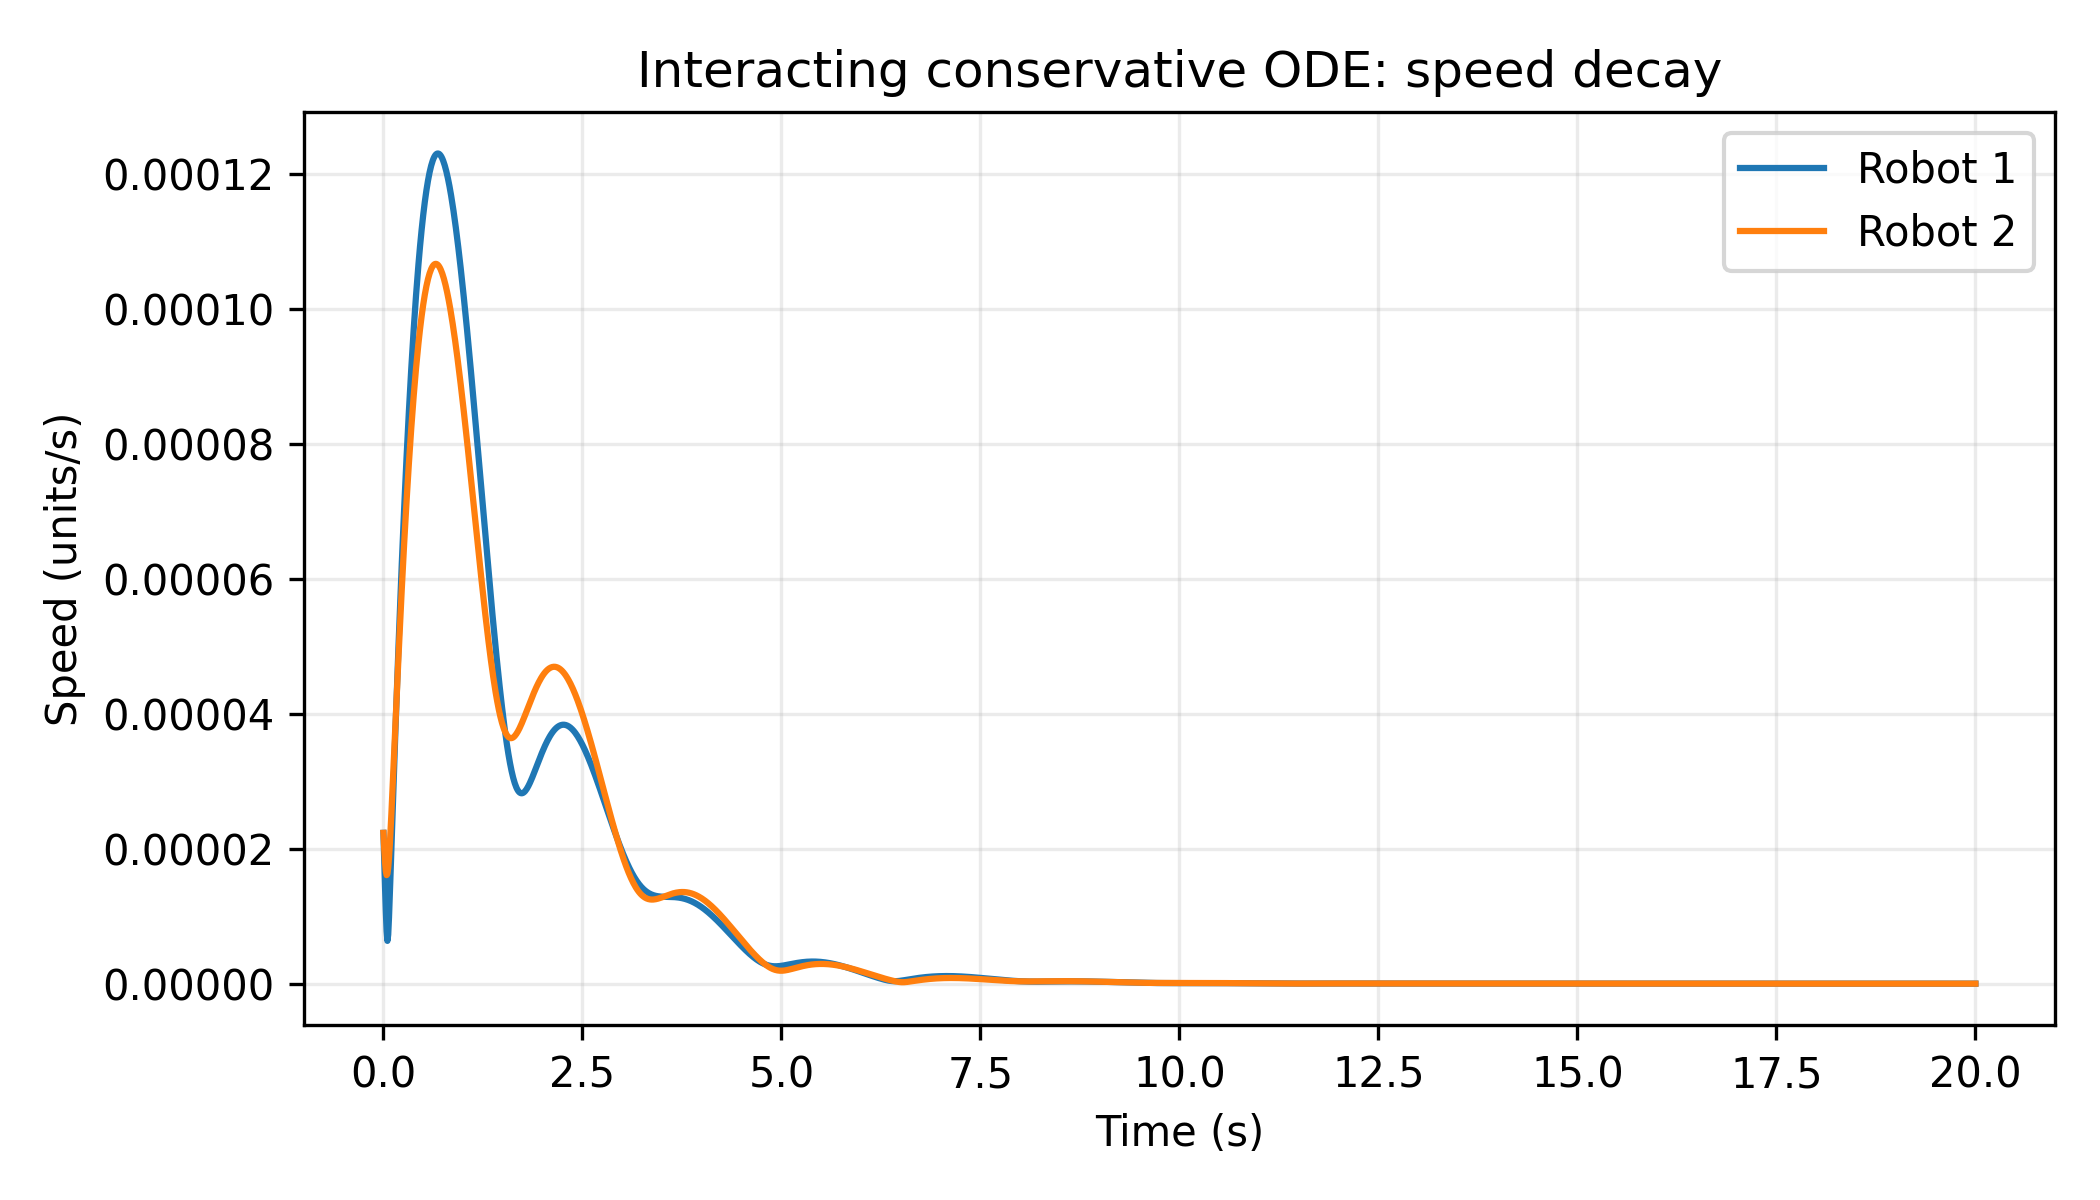 Interacting conservative ODE: speed decay
Robot 1
Robot 2
Speed (units/s)
0.00012
0.00010
0.00008
0.00006
0.00004
0.00002
0.00000
0.0 2.5 5.0 7.5 10.0 12.5 15.0 17.5 20.0
Time (s)